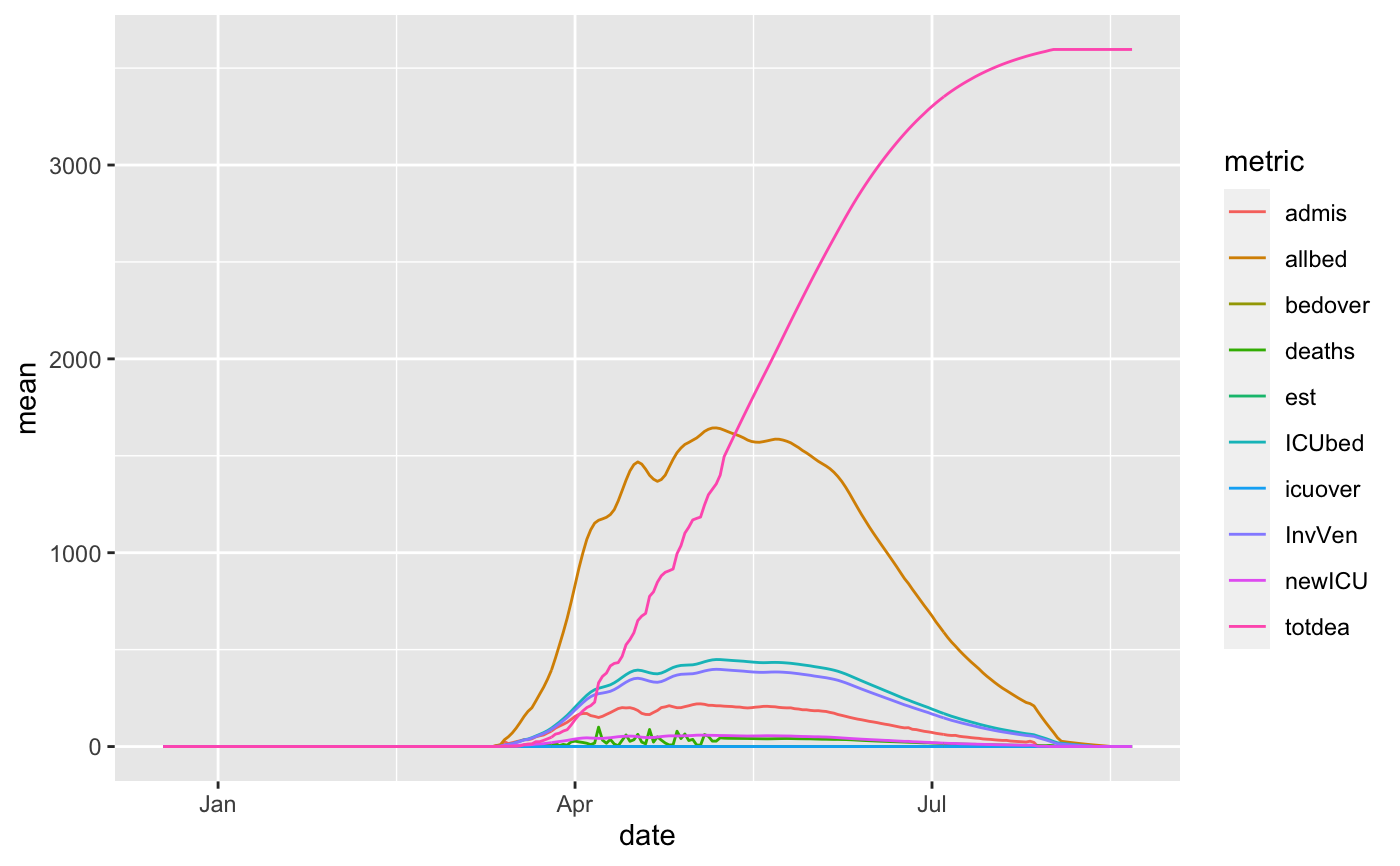 mean
3000
2000
1000
0
Jan
Apr
Jul
date
metric
admis
allbed
bedover
deaths
est
ICUbed
icuover
InvVen
newICU
totdea